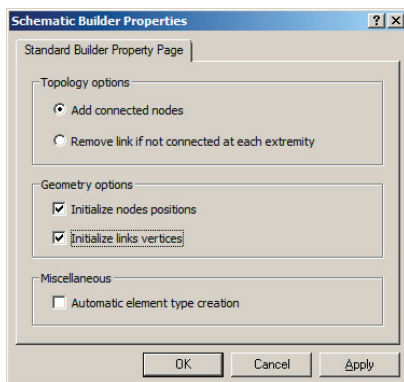 Schematic Builder Properties
Standard Builder Property Page
Topology options
Add connected nodes
Remove link if not connected at each extremity
Geometry options
Initialize nodes positions
Initialize links vertices
Miscellaneous
Automatic element type creation
OK Cancel Apply